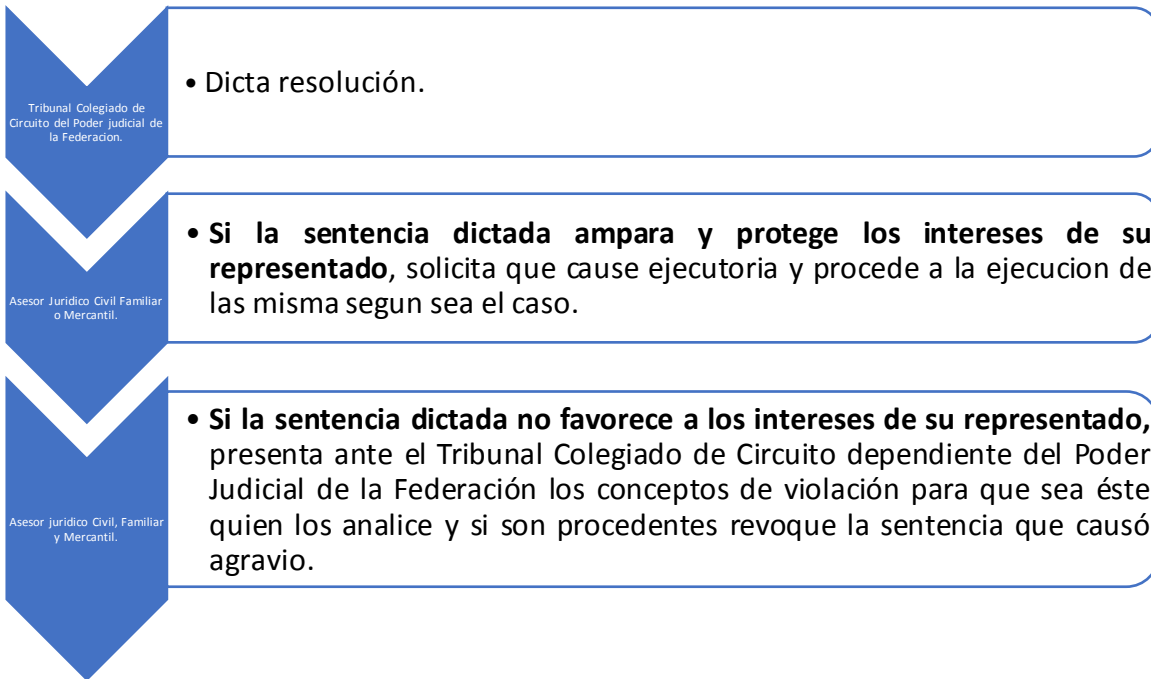 Tribunal Colegiado de
Circuito del Poder judicial de
la Federacion.
• Dicta resolución.
Asesor Juridico Civil Familiar
o Mercantil.
• Si la sentencia dictada ampara y protege los intereses de su
representado, solicita que cause ejecutoria y procede a la ejecucion de
las misma segun sea el caso.
Asesor juridico Civil, Familiar
y Mercantil.
• Si la sentencia dictada no favorece a los intereses de su representado,
presenta ante el Tribunal Colegiado de Circuito dependiente del Poder
Judicial de la Federación los conceptos de violación para que sea éste
quien los analice y si son procedentes revoque la sentencia que causó
agravio.